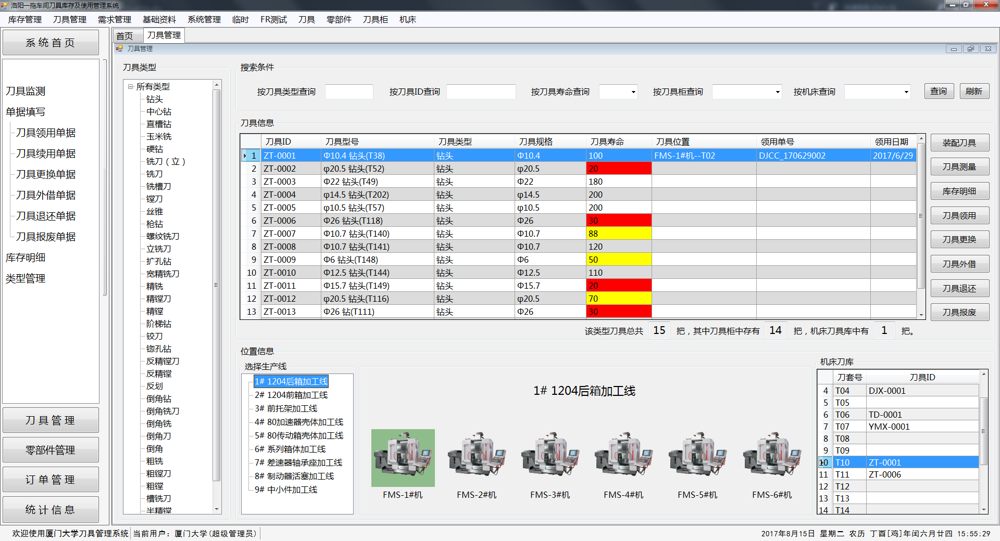 洛阳一拖车间刀具库存及使用管理系统
库存管理 刀具管理 需求管理 基础资料 系统管理 临时 FR测试 刀具 零部件 刀具柜 机床
系 统 首 页
刀具监测
单据填写
刀具领用单据
刀具续用单据
刀具更换单据
刀具外借单据
刀具退还单据
刀具报废单据
库存明细
类型管理
刀 具 管 理
零部件管理
订 单 管 理
统 计 信 息
首页 刀具管理
刀具管理
刀具类型
所有类型
钻头
中心钻
直槽钻
玉米铣
硬钻
铣刀（立）
铣刀
铣槽刀
镗刀
丝锥
枪钻
螺纹铣刀
立铣刀
扩孔钻
宽精铣刀
精铣
精镗刀
精镗
阶梯钻
铰刀
锪孔钻
反精镗刀
反精镗
反划
倒角钻
倒角铣刀
倒角铣
倒角刀
倒角
粗铣
粗镗刀
粗镗
槽铣刀
半精镗
搜索条件
按刀具类型查询 按刀具ID查询 按刀具寿命查询 按刀具柜查询 按机床查询 查询 刷新
刀具信息
刀具ID 刀具型号 刀具类型 刀具规格 刀具寿命 刀具位置 领用单号 领用日期
1 ZT-0001 Φ10.4 钻头(T38) 钻头 Φ10.4 100 FMS-1#机--T02 DJCC_170629002 2017/6/29
2 ZT-0002 φ20.5 钻头(T52) 钻头 φ20.5 20
3 ZT-0003 Φ22 钻头(T49) 钻头 Φ22 180
4 ZT-0004 φ14.5 钻头(T202) 钻头 φ14.5 200
5 ZT-0005 φ10.5 钻头(T57) 钻头 φ10.5 200
6 ZT-0006 Φ26 钻头(T118) 钻头 Φ26 30
7 ZT-0007 Φ10.7 钻头(T140) 钻头 Φ10.7 88
8 ZT-0008 Φ10.7 钻头(T141) 钻头 Φ10.7 120
9 ZT-0009 Φ6 钻头(T148) 钻头 Φ6 50
10 ZT-0010 Φ12.5 钻头(T144) 钻头 Φ12.5 110
11 ZT-0011 Φ15.7 钻头(T149) 钻头 Φ15.7 20
12 ZT-0012 φ20.5 钻头(T116) 钻头 φ20.5 70
13 ZT-0013 Φ26 钻(T111) 钻头 Φ26 30
装配刀具
刀具测量
库存明细
刀具领用
刀具更换
刀具外借
刀具退还
刀具报废
该类型刀具总共 15 把，其中刀具柜中存有 14 把，机床刀具库中有 1 把。
位置信息
选择生产线
1# 1204后箱加工线
2# 1204前箱加工线
3# 前托架加工线
4# 80加速器壳体加工线
5# 80传动箱壳体加工线
6# 系列箱体加工线
7# 差速器轴承座加工线
8# 制动器活塞加工线
9# 中小件加工线
1# 1204后箱加工线
FMS-1#机 FMS-2#机 FMS-3#机 FMS-4#机 FMS-5#机 FMS-6#机
机床刀库
刀套号 刀具ID
4 T04 DJX-0001
5 T05
6 T06 TD-0001
7 T07 YMX-0001
8 T08
9 T09
10 T10 ZT-0001
11 T11 ZT-0006
12 T12
13 T13
14 T14
欢迎使用厦门大学刀具管理系统 当前用户：厦门大学(超级管理员)
2017年8月15日 星期二 农历 丁酉[鸡]年闰六月廿四 15:55:29